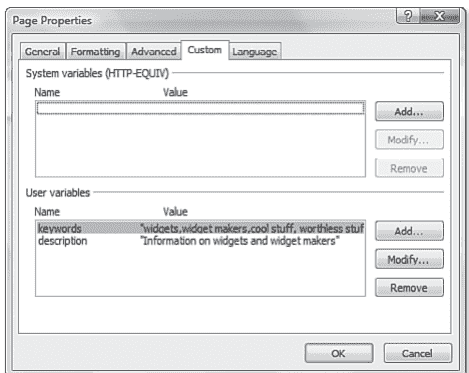 Page Properties
General Formatting Advanced Custom Language
System variables (HTTP-EQUIV)
Name Value
Add...
Modify...
Remove
User variables
Name Value
keywords "widgets,widget makers,cool stuff, worthless stuf
description "Information on widgets and widget makers"
Add...
Modify...
Remove
OK Cancel